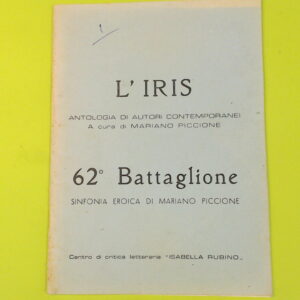 1
L'IRIS
ANTOLOGIA DI AUTORI CONTEMPORANEI
A cura di MARIANO PICCIONE
62° Battaglione
SINFONIA EROICA DI MARIANO PICCIONE
Centro di critica letteraria "ISABELLA RUBINO„